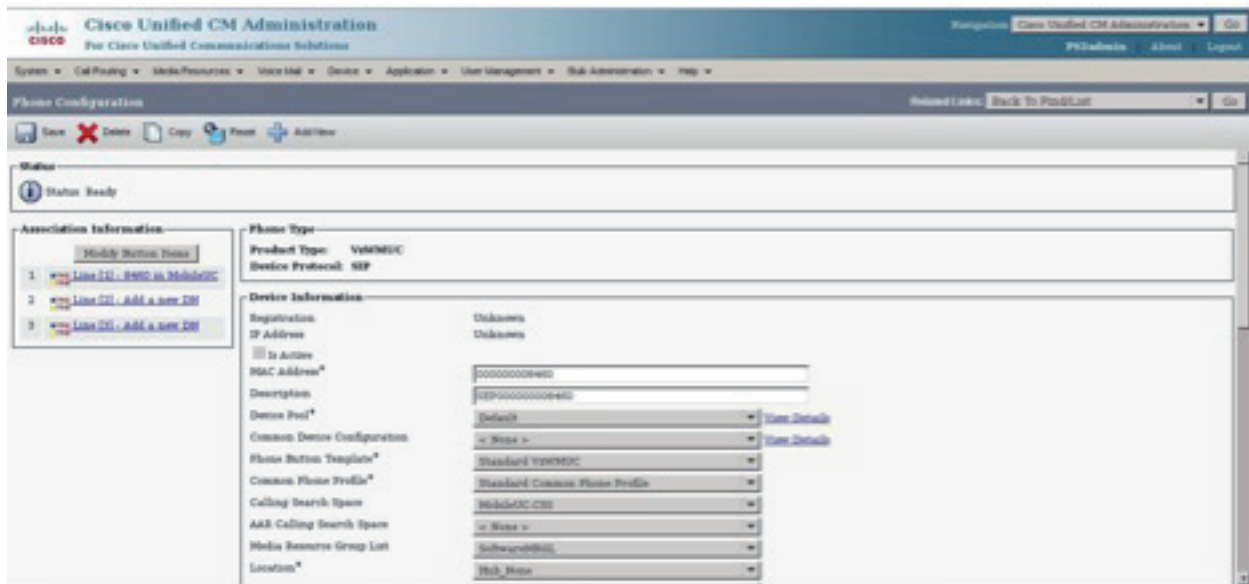 Cisco Unified CM Administration
CISCO
For Cisco Unified Communications Solutions
Navigation Cisco Unified CM Administration Go
PSIadmin About Logout
System Call Routing Media Resources Voice Mail Device Application User Management Bulk Administration Help
Phone Configuration
Related Links: Back To Find/List Go
Save Delete Copy Reset Add New
Status
Status: Ready
Association Information
Modify Button Items
1 Line [1] - 8460 in MobileUC
2 Line [2] - Add a new DN
3 Line [3] - Add a new DN
Phone Type
Product Type: VzWMUC
Device Protocol: SIP
Device Information
Registration Unknown
IP Address Unknown
Is Active
MAC Address* 000000008460
Description SEP000000008460
Device Pool* Default View Details
Common Device Configuration < None > View Details
Phone Button Template* Standard VzWMUC
Common Phone Profile* Standard Common Phone Profile
Calling Search Space MobileUC.CSS
AAR Calling Search Space < None >
Media Resource Group List SoftwareMRGL
Location* Hub_None